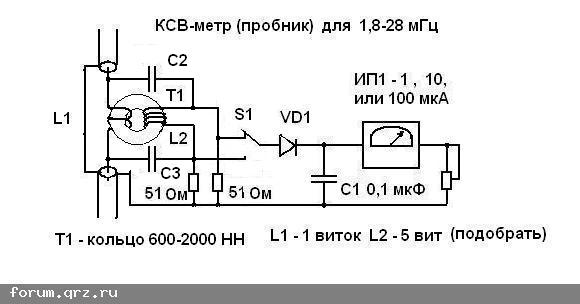 КСВ-метр (пробник) для 1,8-28 мГц
C2
ИП1 - 1 , 10,
или 100 мкА
T1
S1
VD1
L1
L2
C3
51 Ом
51 Ом
C1 0,1 мкФ
T1 - кольцо 600-2000 НН
L1 - 1 виток L2 - 5 вит (подобрать)
forum.qrz.ru